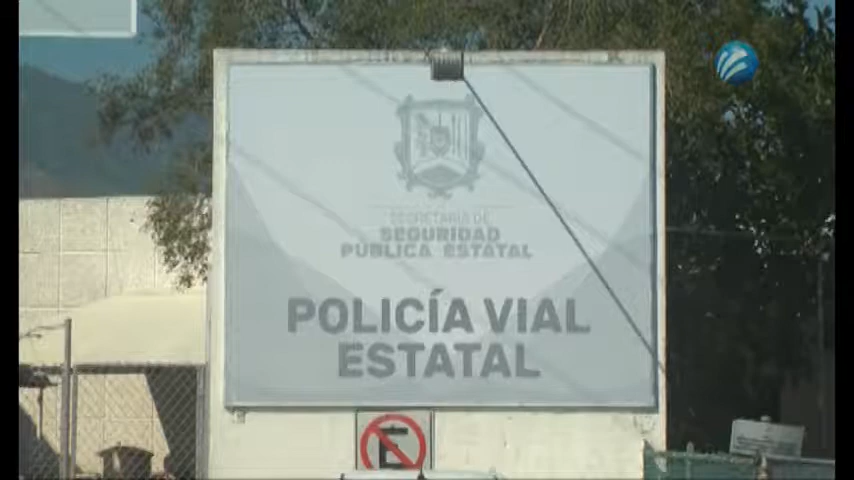 SECRETARÍA DE
SEGURIDAD
PÚBLICA ESTATAL
POLICÍA VIAL
ESTATAL
E